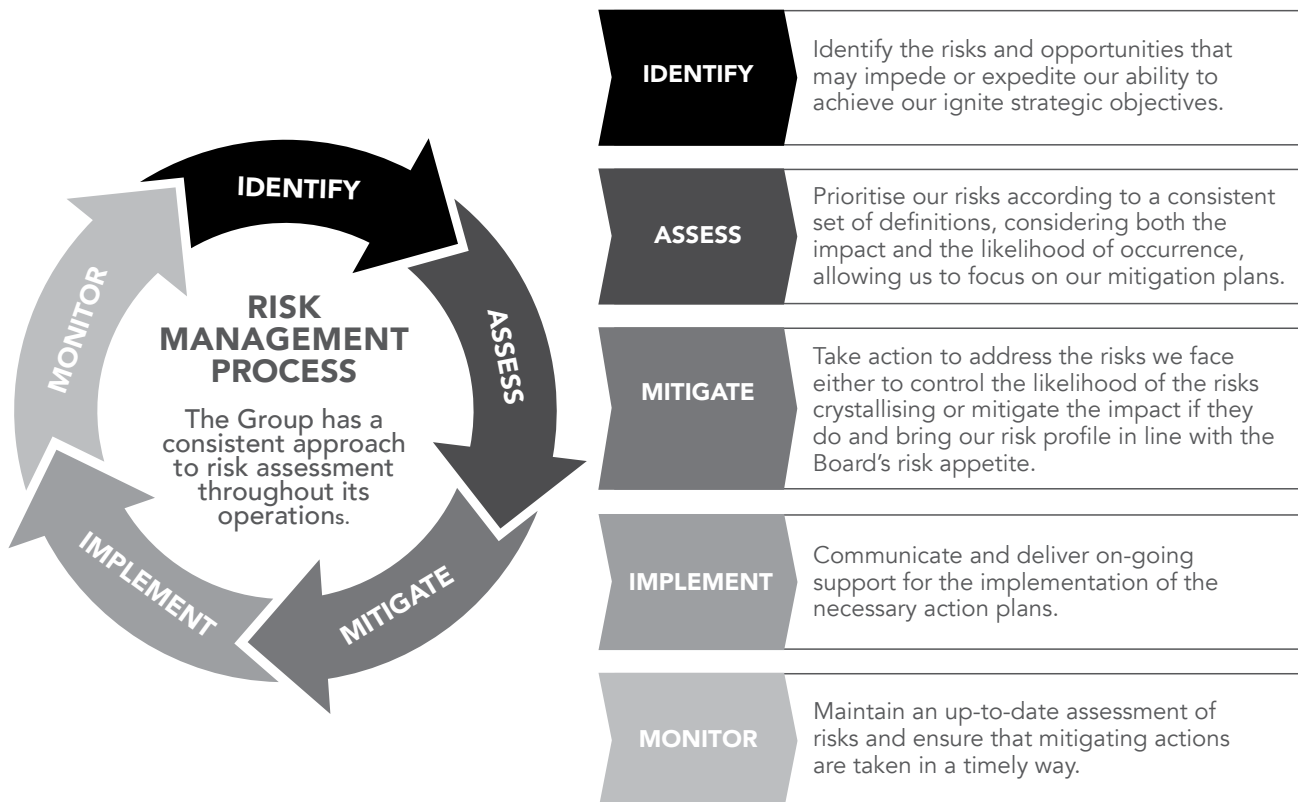 IDENTIFY
ASSESS
MITIGATE
IMPLEMENT
MONITOR
RISK
MANAGEMENT
PROCESS
The Group has a
consistent approach
to risk assessment
throughout its
operations.
IDENTIFY
Identify the risks and opportunities that
may impede or expedite our ability to
achieve our ignite strategic objectives.
ASSESS
Prioritise our risks according to a consistent
set of definitions, considering both the
impact and the likelihood of occurrence,
allowing us to focus on our mitigation plans.
MITIGATE
Take action to address the risks we face
either to control the likelihood of the risks
crystallising or mitigate the impact if they
do and bring our risk profile in line with the
Board’s risk appetite.
IMPLEMENT
Communicate and deliver on-going
support for the implementation of the
necessary action plans.
MONITOR
Maintain an up-to-date assessment of
risks and ensure that mitigating actions
are taken in a timely way.